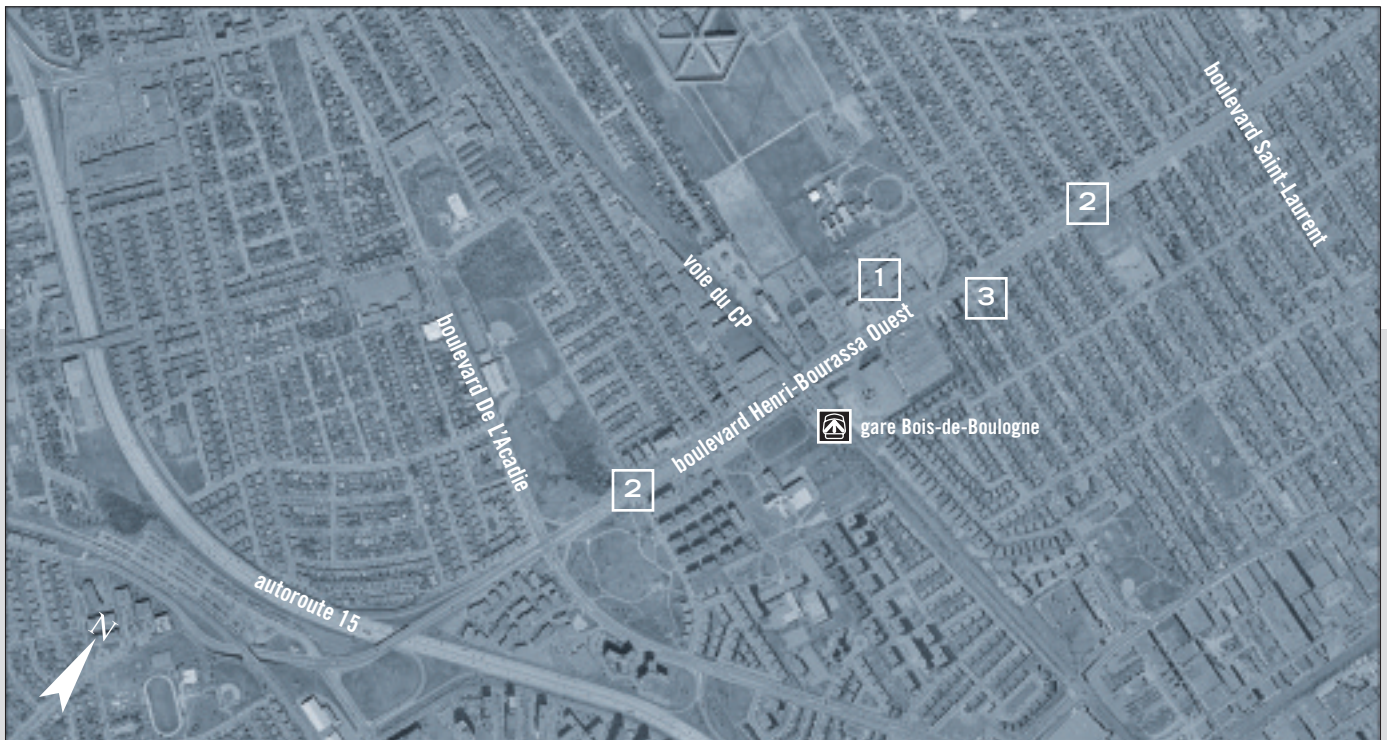 boulevard Saint-Laurent
2
voie du CP
1
3
boulevard De L'Acadie
boulevard Henri-Bourassa Ouest
gare Bois-de-Boulogne
2
autoroute 15
N